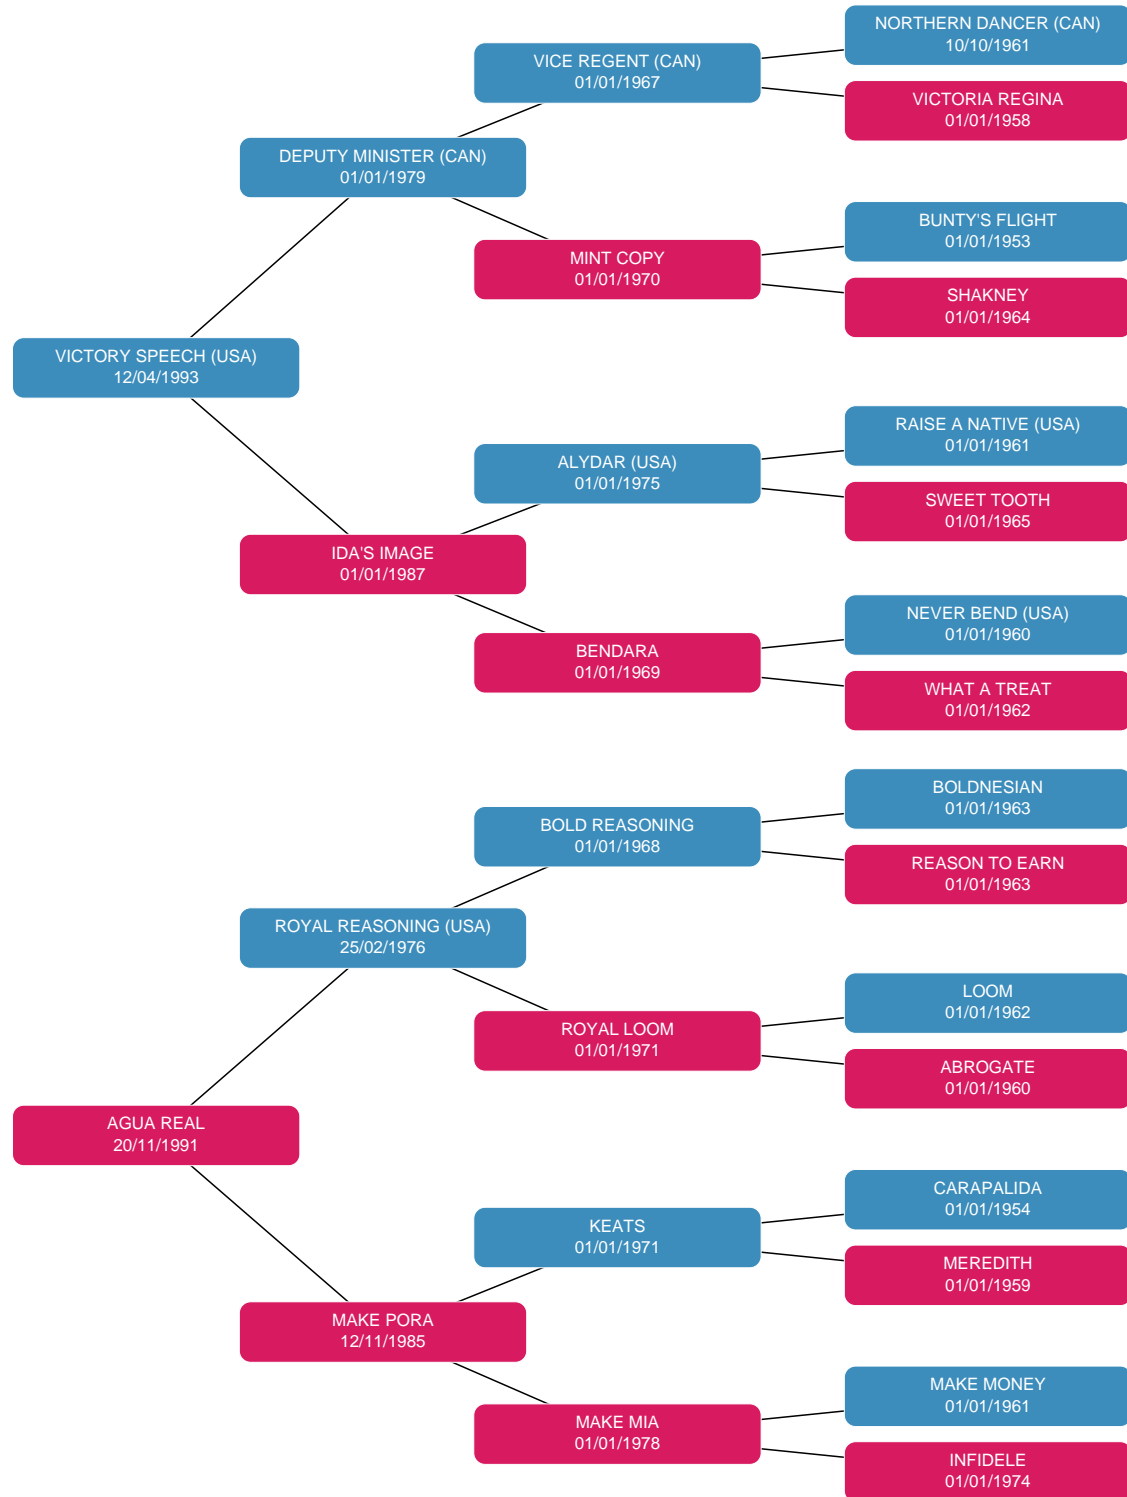 NORTHERN DANCER (CAN)
10/10/1961
VICE REGENT (CAN)
01/01/1967
VICTORIA REGINA
01/01/1958
DEPUTY MINISTER (CAN)
01/01/1979
BUNTY'S FLIGHT
01/01/1953
MINT COPY
01/01/1970
SHAKNEY
01/01/1964
VICTORY SPEECH (USA)
12/04/1993
RAISE A NATIVE (USA)
01/01/1961
ALYDAR (USA)
01/01/1975
SWEET TOOTH
01/01/1965
IDA'S IMAGE
01/01/1987
NEVER BEND (USA)
01/01/1960
BENDARA
01/01/1969
WHAT A TREAT
01/01/1962
BOLDNESIAN
01/01/1963
BOLD REASONING
01/01/1968
REASON TO EARN
01/01/1963
ROYAL REASONING (USA)
25/02/1976
LOOM
01/01/1962
ROYAL LOOM
01/01/1971
ABROGATE
01/01/1960
AGUA REAL
20/11/1991
CARAPALIDA
01/01/1954
KEATS
01/01/1971
MEREDITH
01/01/1959
MAKE PORA
12/11/1985
MAKE MONEY
01/01/1961
MAKE MIA
01/01/1978
INFIDELE
01/01/1974